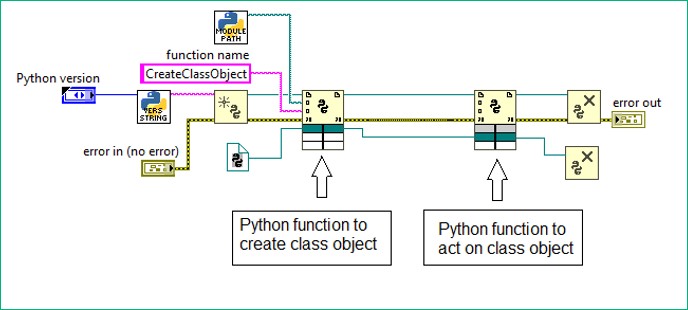 MODULE
PATH
function name
CreateClassObject
Python version
VERS
STRING
error out
error in (no error)
Python function to
create class object
Python function to
act on class object